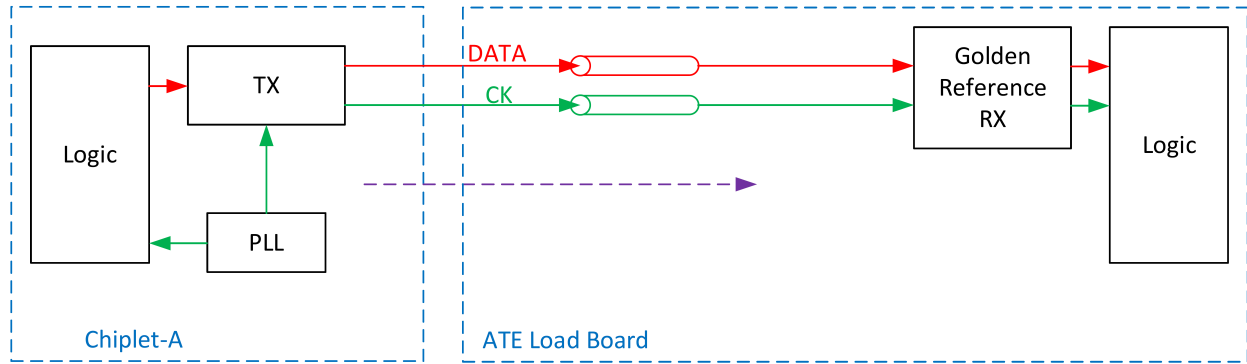 DATA
CK
Logic
TX
PLL
Golden
Reference
RX
Logic
Chiplet-A
ATE Load Board